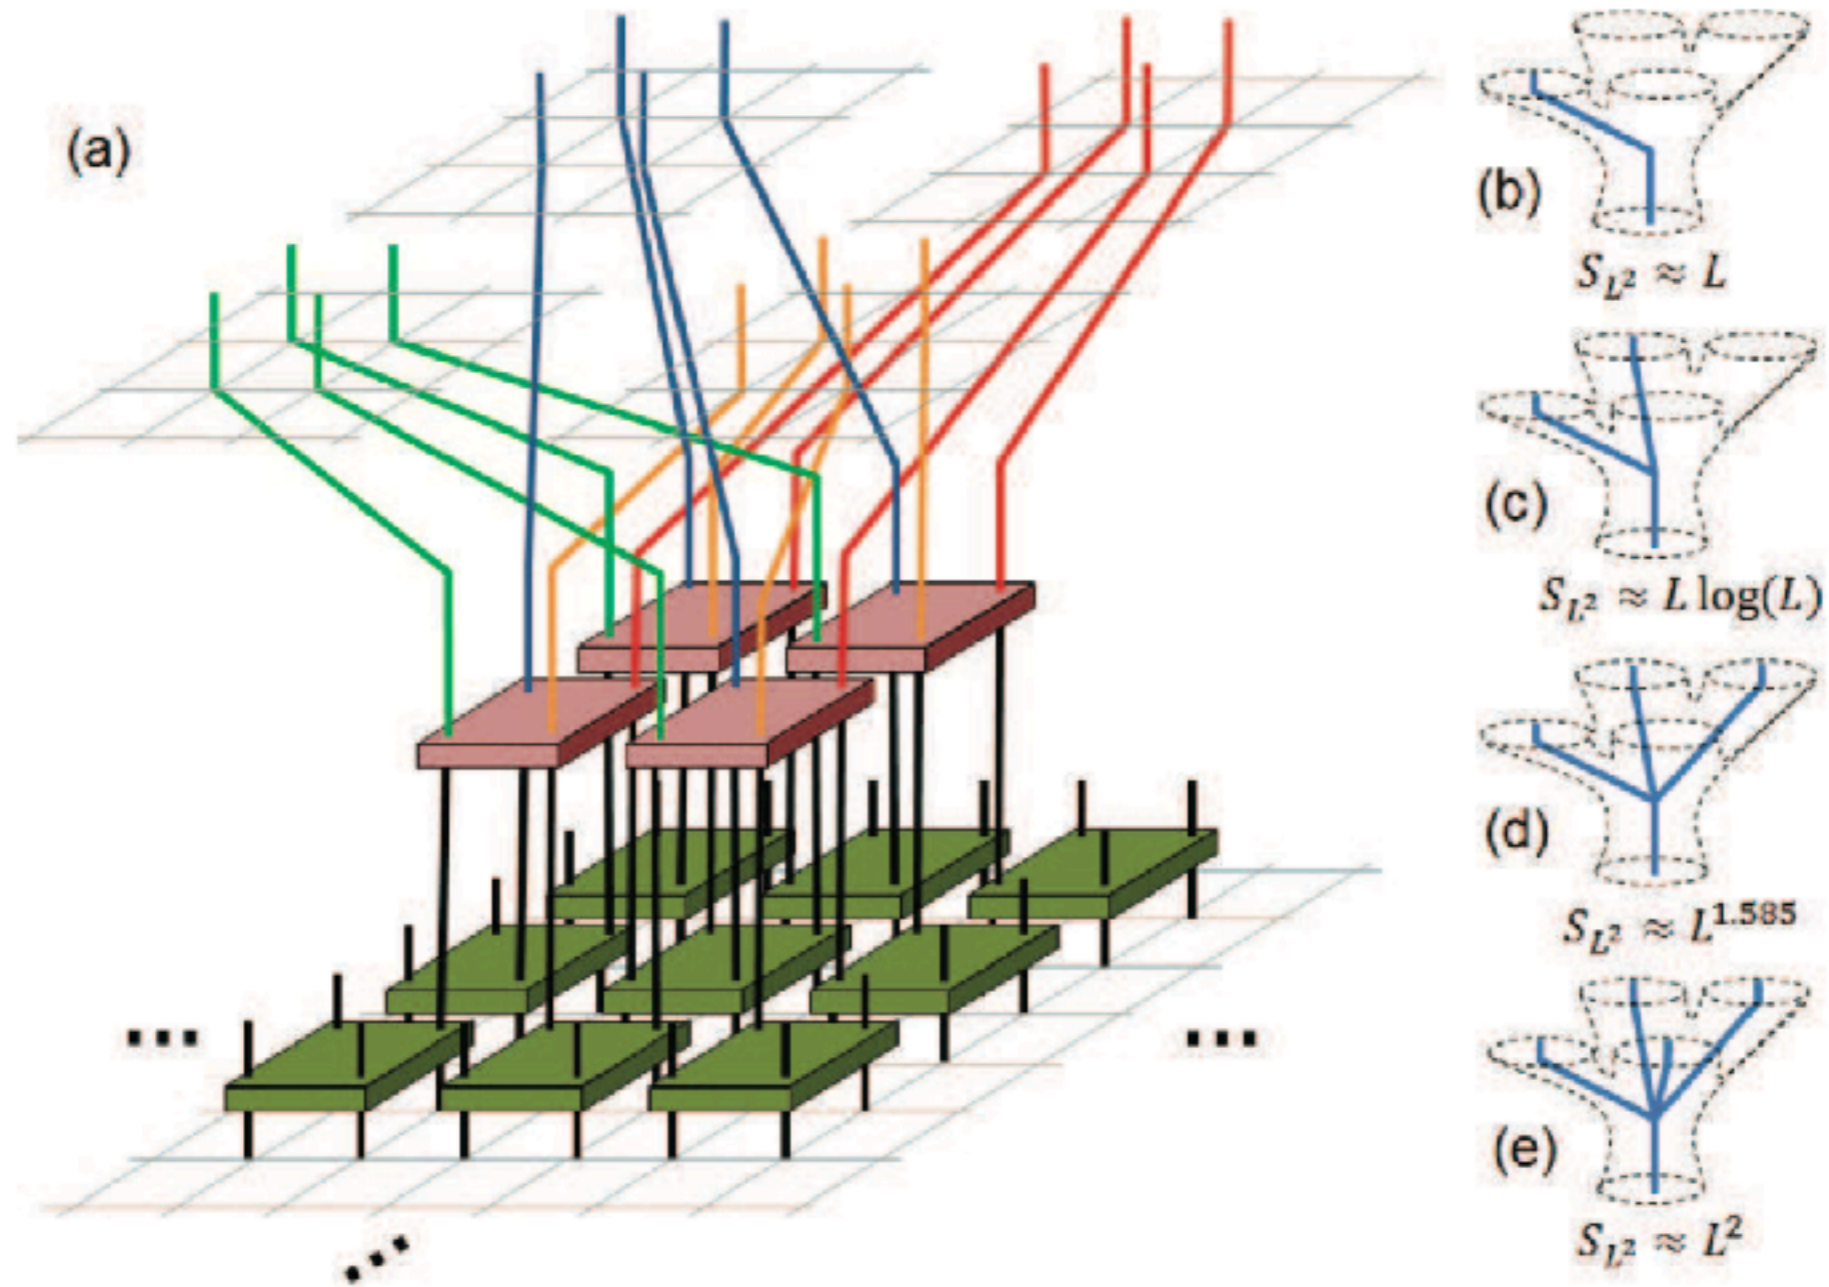 (a)
(b)
S_{L^2} ≈ L
(c)
S_{L^2} ≈ L log(L)
(d)
S_{L^2} ≈ L^{1.585}
(e)
S_{L^2} ≈ L^2
...
...
...